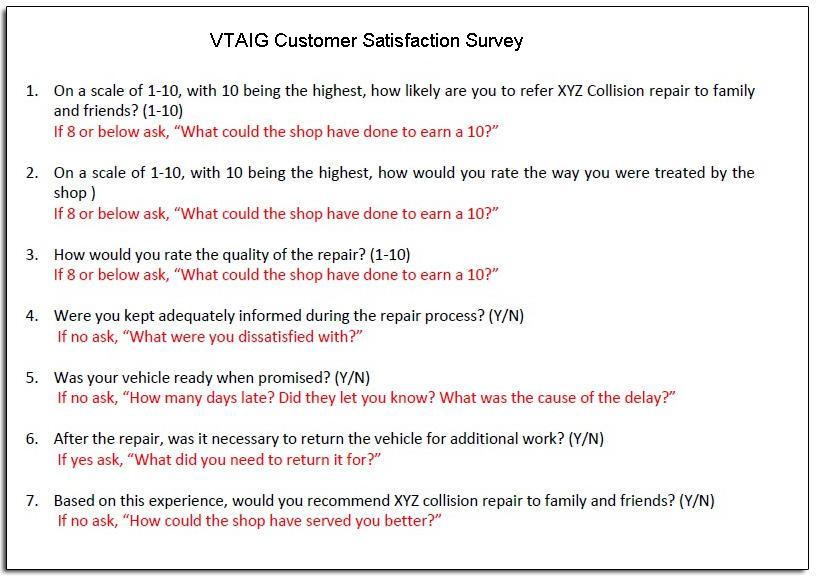 VTAIG Customer Satisfaction Survey
1. On a scale of 1-10, with 10 being the highest, how likely are you to refer XYZ Collision repair to family
and friends? (1-10)
If 8 or below ask, “What could the shop have done to earn a 10?”
2. On a scale of 1-10, with 10 being the highest, how would you rate the way you were treated by the
shop )
If 8 or below ask, “What could the shop have done to earn a 10?”
3. How would you rate the quality of the repair? (1-10)
If 8 or below ask, “What could the shop have done to earn a 10?”
4. Were you kept adequately informed during the repair process? (Y/N)
If no ask, “What were you dissatisfied with?”
5. Was your vehicle ready when promised? (Y/N)
If no ask, “How many days late? Did they let you know? What was the cause of the delay?”
6. After the repair, was it necessary to return the vehicle for additional work? (Y/N)
If yes ask, “What did you need to return it for?”
7. Based on this experience, would you recommend XYZ collision repair to family and friends? (Y/N)
If no ask, “How could the shop have served you better?”